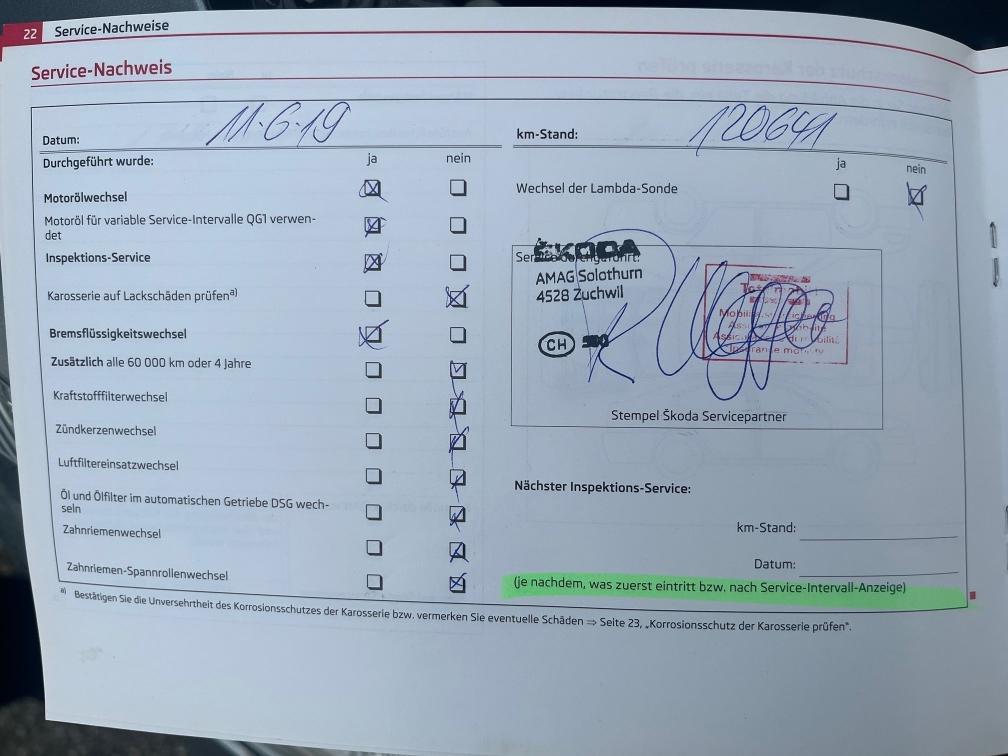 22 Service-Nachweise
Service-Nachweis
Datum: 11.6.19
Durchgeführt wurde: ja nein
Motorölwechsel
Motoröl für variable Service-Intervalle QG1 verwen-
det
Inspektions-Service
Karosserie auf Lackschäden prüfen a)
Bremsflüssigkeitswechsel
Zusätzlich alle 60 000 km oder 4 Jahre
Kraftstofffilterwechsel
Zündkerzenwechsel
Luftfiltereinsatzwechsel
Öl und Ölfilter im automatischen Getriebe DSG wech-
seln
Zahnriemenwechsel
Zahnriemen-Spannrollenwechsel
km-Stand: 120641
ja nein
Wechsel der Lambda-Sonde
ŠKODA
Service durchgeführt:
AMAG Solothurn
4528 Zuchwil
CH
Stempel Škoda Servicepartner
Nächster Inspektions-Service:
km-Stand:
Datum:
(je nachdem, was zuerst eintritt bzw. nach Service-Intervall-Anzeige)
a) Bestätigen Sie die Unversehrtheit des Korrosionsschutzes der Karosserie bzw. vermerken Sie eventuelle Schäden ⇒ Seite 23, „Korrosionsschutz der Karosserie prüfen".